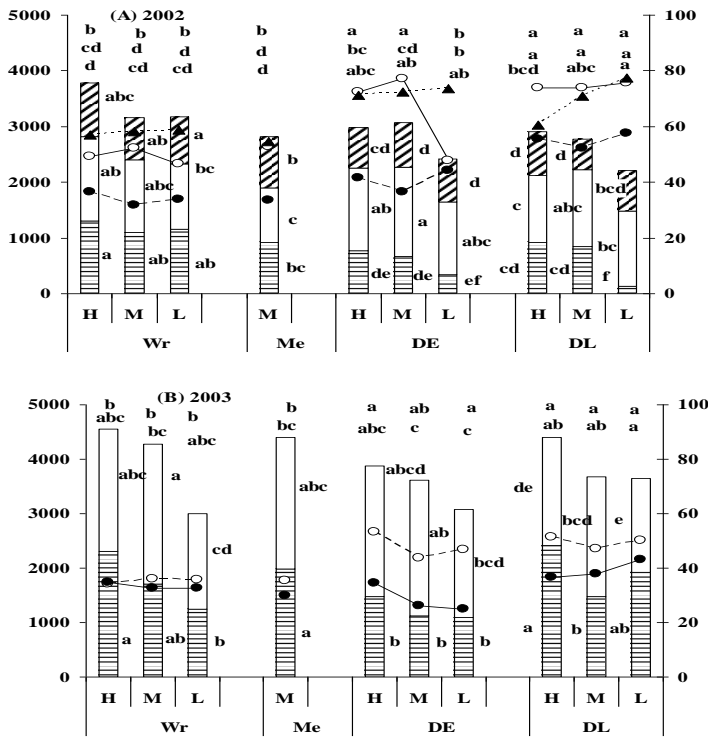 (A) 2002
5000 b b b b a a b a a a 100
cd d d d bc cd b a a a
d cd cd d abc ab ab bcd abc a
4000 80
abc a b cd d d d d bcd
3000 60
ab ab bc
ab abc c ab a abc c abc bc
2000 40
1000 a ab ab bc de de ef cd cd f 20
0 0
H M L M H M L H M L
Wr Me DE DL
(B) 2003
5000 b b b b a ab a a a a 100
abc bc abc bc abc c c ab ab a
4000 80
abc a cd abc abcd ab bcd de bcd e
3000 60
2000 40
1000 20
a ab b a b b b a b ab
0 0
H M L M H M L H M L
Wr Me DE DL